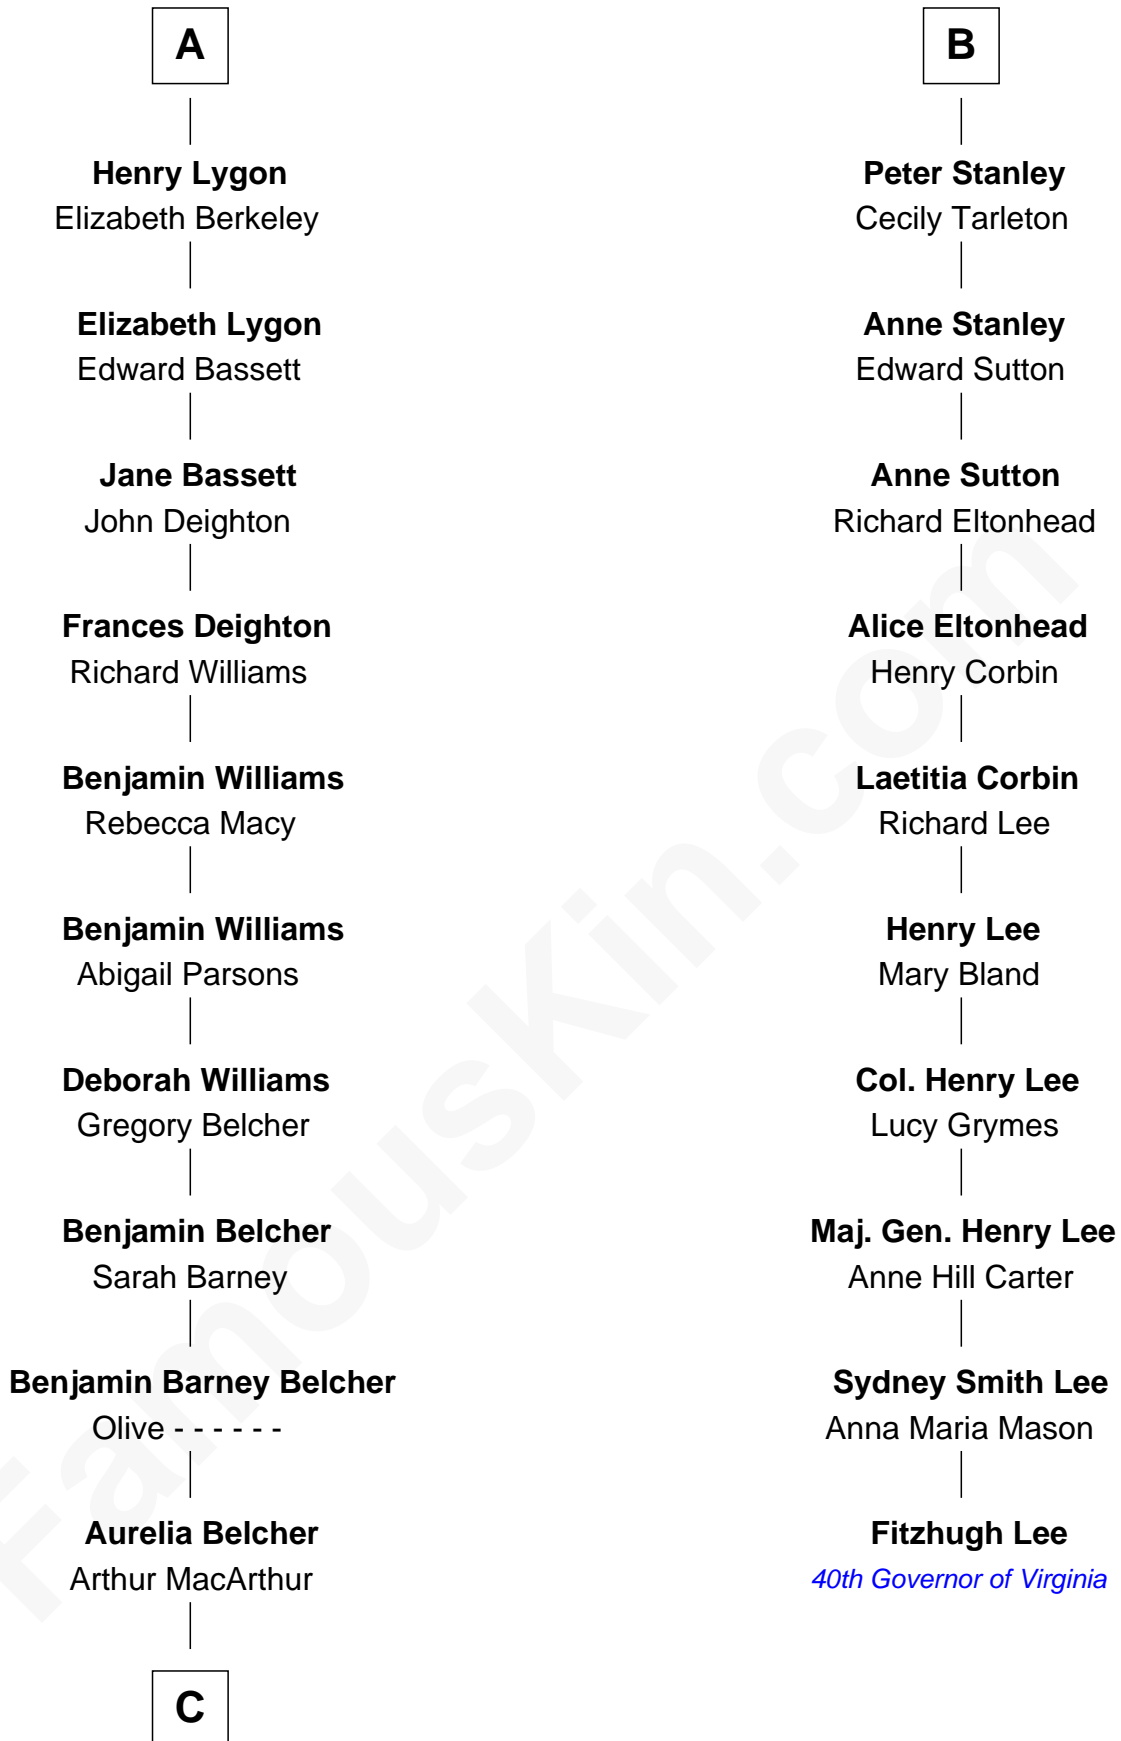 A
Henry Lygon
Elizabeth Berkeley
Elizabeth Lygon
Edward Bassett
Jane Bassett
John Deighton
Frances Deighton
Richard Williams
Benjamin Williams
Rebecca Macy
Benjamin Williams
Abigail Parsons
Deborah Williams
Gregory Belcher
Benjamin Belcher
Sarah Barney
Benjamin Barney Belcher
Olive - - - - - -
Aurelia Belcher
Arthur MacArthur
C
B
Peter Stanley
Cecily Tarleton
Anne Stanley
Edward Sutton
Anne Sutton
Richard Eltonhead
Alice Eltonhead
Henry Corbin
Laetitia Corbin
Richard Lee
Henry Lee
Mary Bland
Col. Henry Lee
Lucy Grymes
Maj. Gen. Henry Lee
Anne Hill Carter
Sydney Smith Lee
Anna Maria Mason
Fitzhugh Lee
40th Governor of Virginia
FamousKin.com